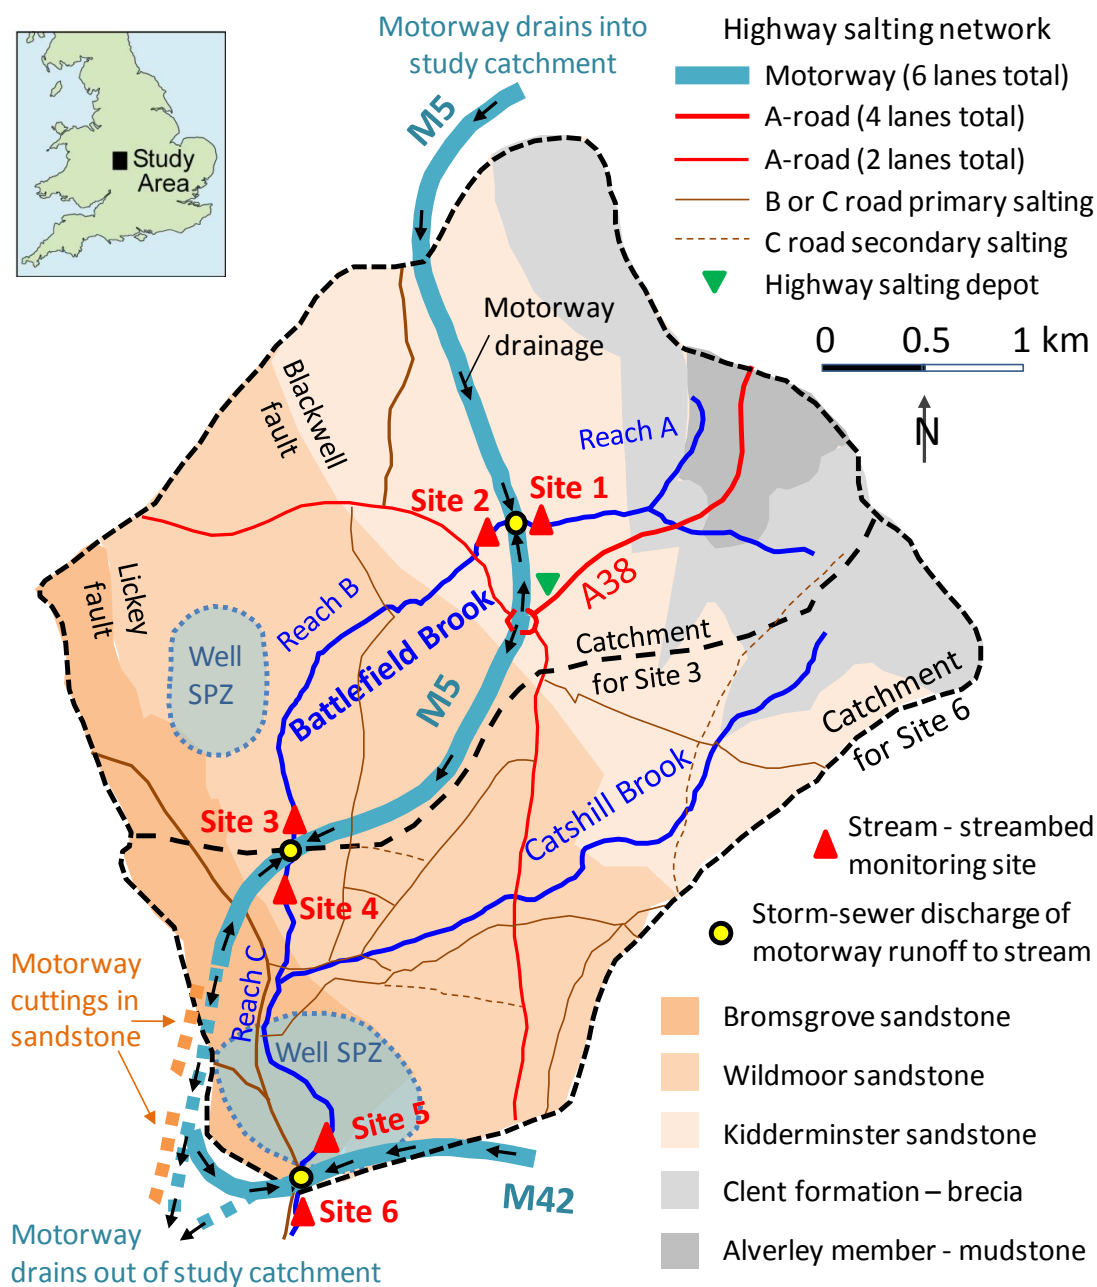 Motorway drains into
study catchment
Highway salting network
Motorway (6 lanes total)
A-road (4 lanes total)
A-road (2 lanes total)
B or C road primary salting
C road secondary salting
Highway salting depot
0 0.5 1 km
N
Study
Area
M5
Motorway
drainage
Blackwell
fault
Reach A
Site 2
Site 1
A38
Lickey
fault
Reach B
Battlefield Brook
Catchment
for Site 3
Well
SPZ
M5
Catchment
for Site 6
Catshill Brook
Site 3
Site 4
Stream - streambed
monitoring site
Storm-sewer discharge of
motorway runoff to stream
Motorway
cuttings in
sandstone
Reach C
Well SPZ
Site 5
M42
Site 6
Motorway
drains out of study catchment
Bromsgrove sandstone
Wildmoor sandstone
Kidderminster sandstone
Clent formation – brecia
Alverley member - mudstone